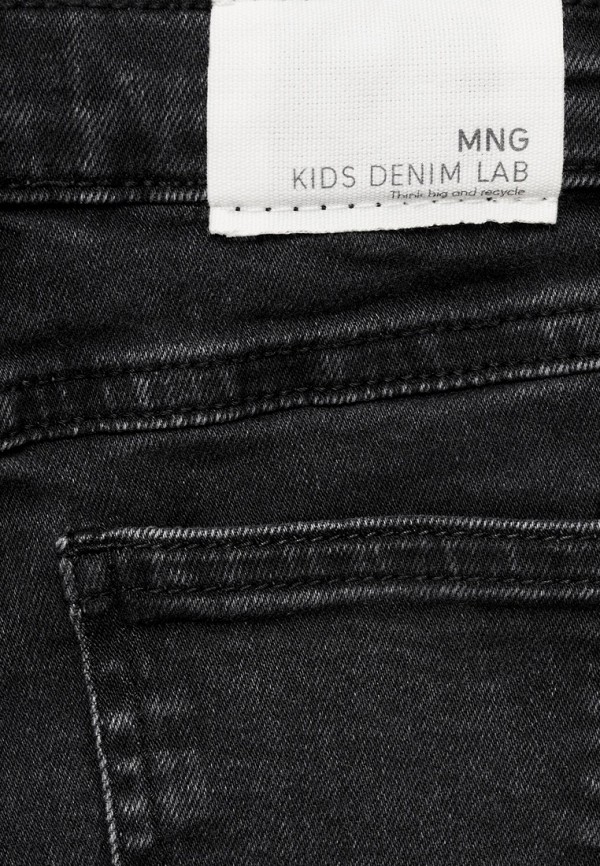 MNG
KIDS DENIM LAB
Think big and recycle